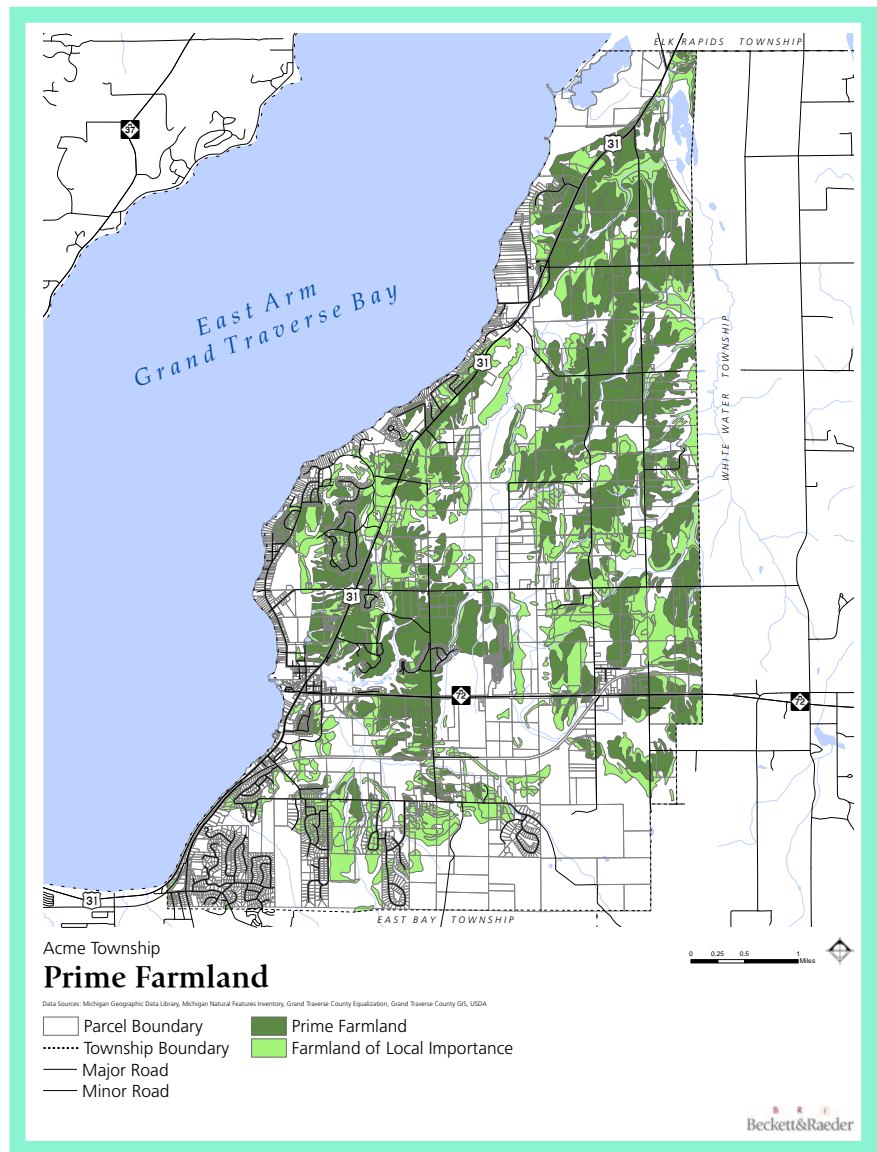 ELK RAPIDS TOWNSHIP
37
31
East Arm
Grand Traverse Bay
WHITE WATER TOWNSHIP
31
31
72
72
31
EAST BAY TOWNSHIP
Acme Township
Prime Farmland
0 0.25 0.5 1
Miles
Data Sources: Michigan Geographic Data Library, Michigan Natural Features Inventory, Grand Traverse County Equalization, Grand Traverse County GIS, USDA
Parcel Boundary
Township Boundary
Major Road
Minor Road
Prime Farmland
Farmland of Local Importance
B R i
Beckett&Raeder